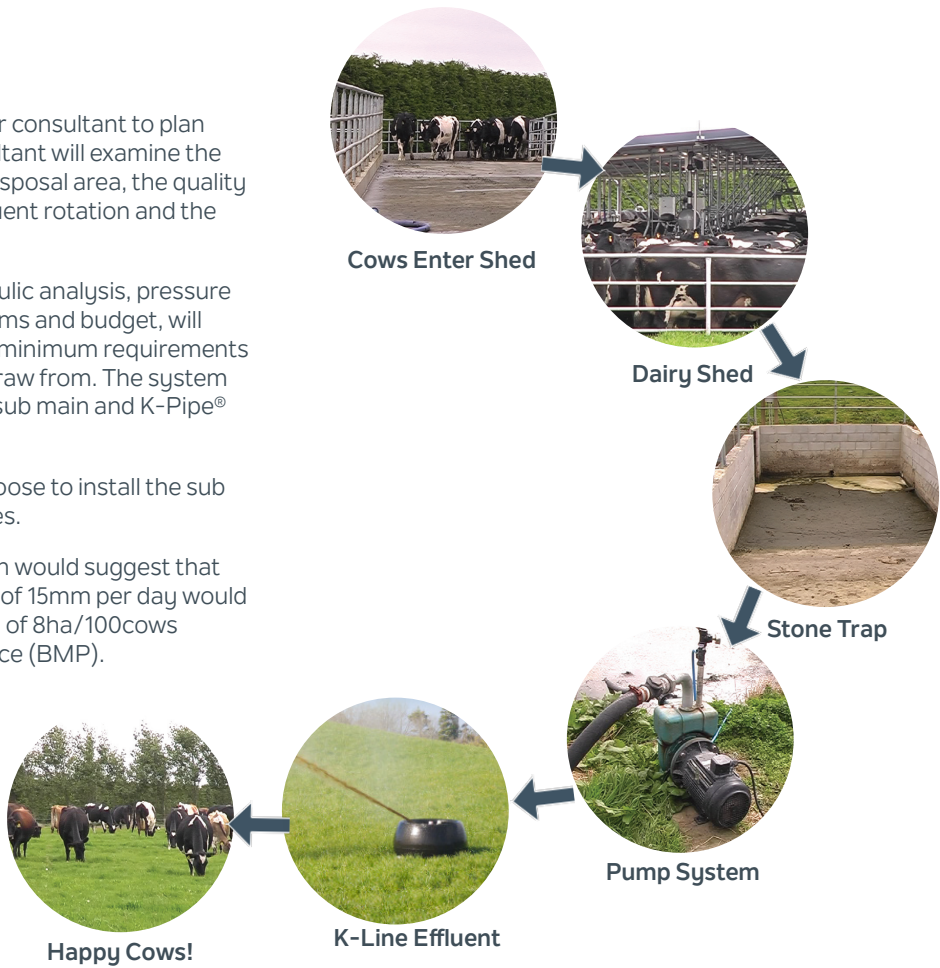 r consultant to plan
ltant will examine the
isposal area, the quality
uent rotation and the
ulic analysis, pressure
ms and budget, will
minimum requirements
raw from. The system
sub main and K-Pipe®
oose to install the sub
es.
n would suggest that
of 15mm per day would
of 8ha/100cows
ce (BMP).
Cows Enter Shed
Dairy Shed
Stone Trap
Pump System
K-Line Effluent
Happy Cows!